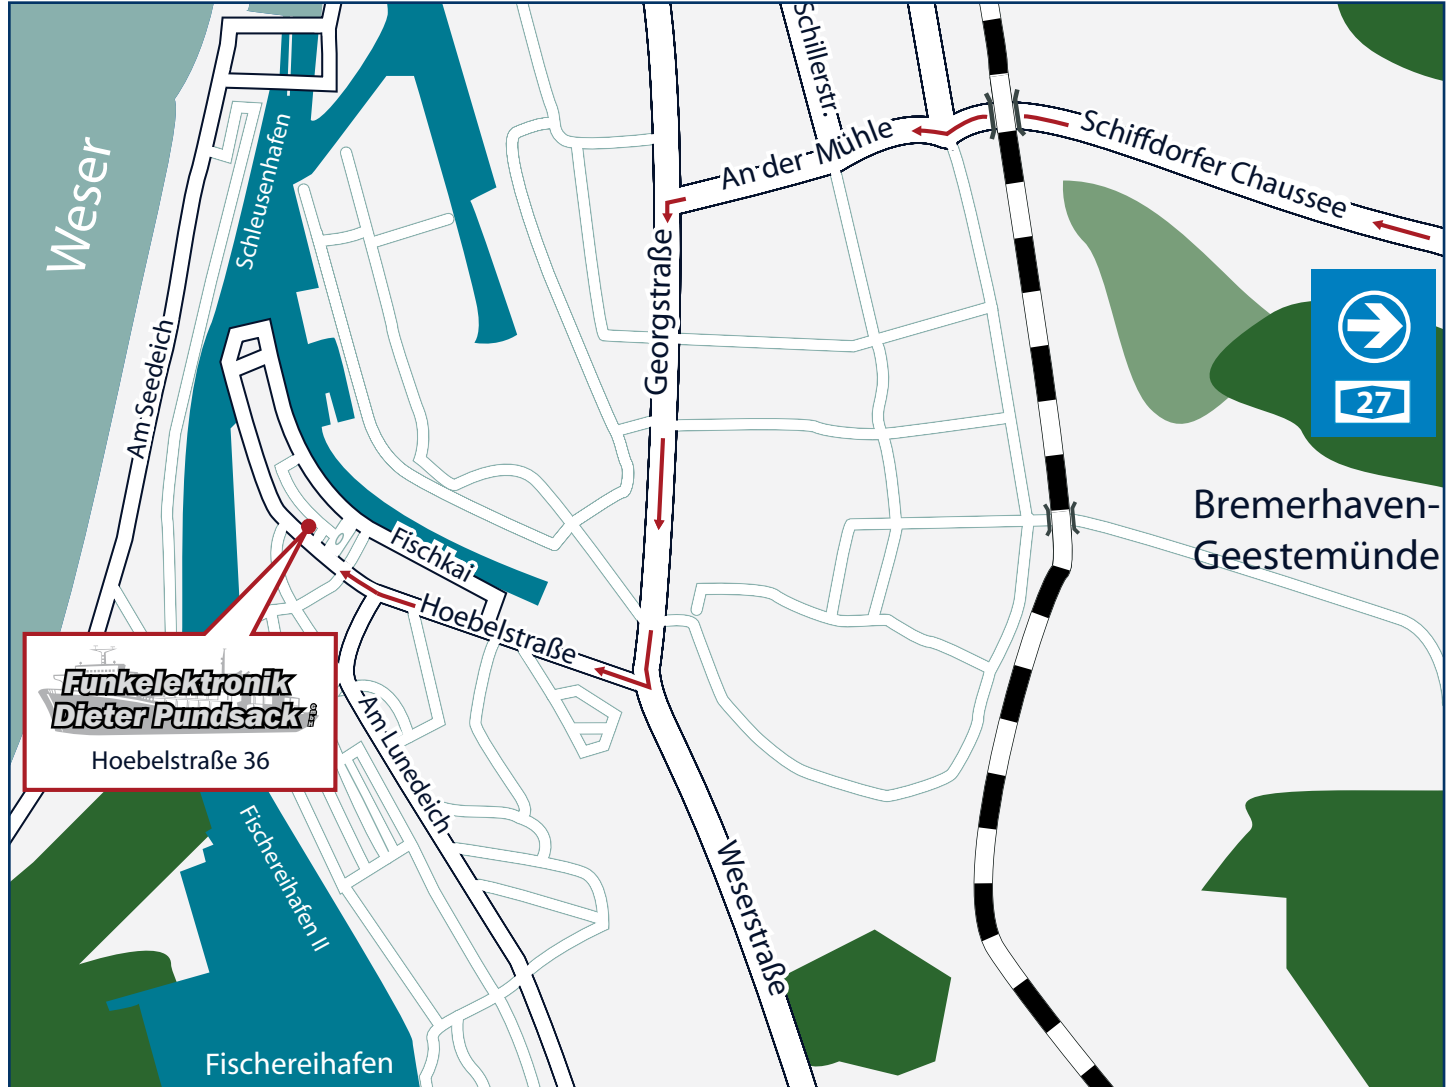 Schillerstr.
Schiffdorfer Chaussee
An der Mühle
Weser
Schleusenhafen
Georgstraße
Am Seedeich
27
Bremerhaven-
Geestemünde
Fischkai
Hoebelstraße
Funkelektronik
Dieter Pundsack
Hoebelstraße 36
Am Lunedeich
Fischereihafen II
Weserstraße
Fischereihafen